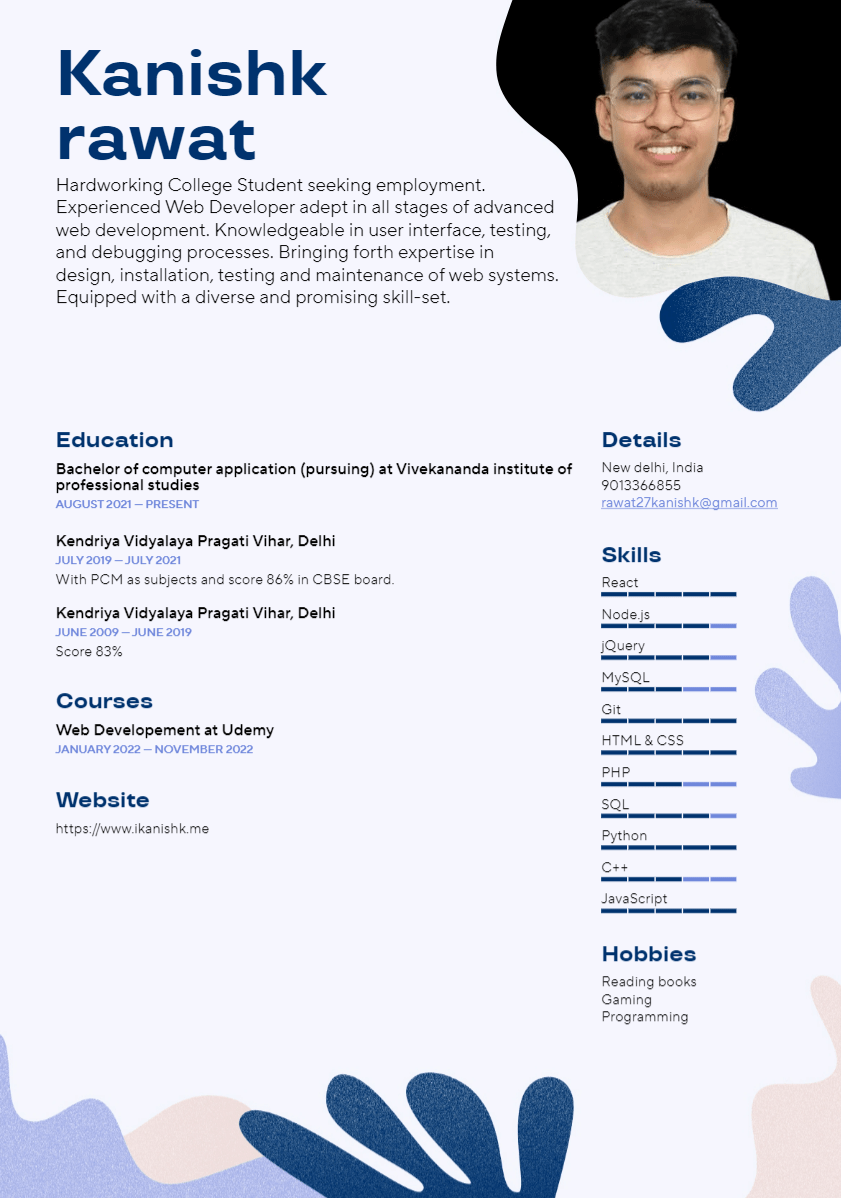 Kanishk
rawat
Hardworking College Student seeking employment.
Experienced Web Developer adept in all stages of advanced
web development. Knowledgeable in user interface, testing,
and debugging processes. Bringing forth expertise in
design, installation, testing and maintenance of web systems.
Equipped with a diverse and promising skill-set.
Education
Bachelor of computer application (pursuing) at Vivekananda institute of
professional studies
AUGUST 2021 — PRESENT
Kendriya Vidyalaya Pragati Vihar, Delhi
JULY 2019 — JULY 2021
With PCM as subjects and score 86% in CBSE board.
Kendriya Vidyalaya Pragati Vihar, Delhi
JUNE 2009 — JUNE 2019
Score 83%
Courses
Web Developement at Udemy
JANUARY 2022 — NOVEMBER 2022
Website
https://www.ikanishk.me
Details
New delhi, India
9013366855
rawat27kanishk@gmail.com
Skills
React
Node.js
jQuery
MySQL
Git
HTML & CSS
PHP
SQL
Python
C++
JavaScript
Hobbies
Reading books
Gaming
Programming